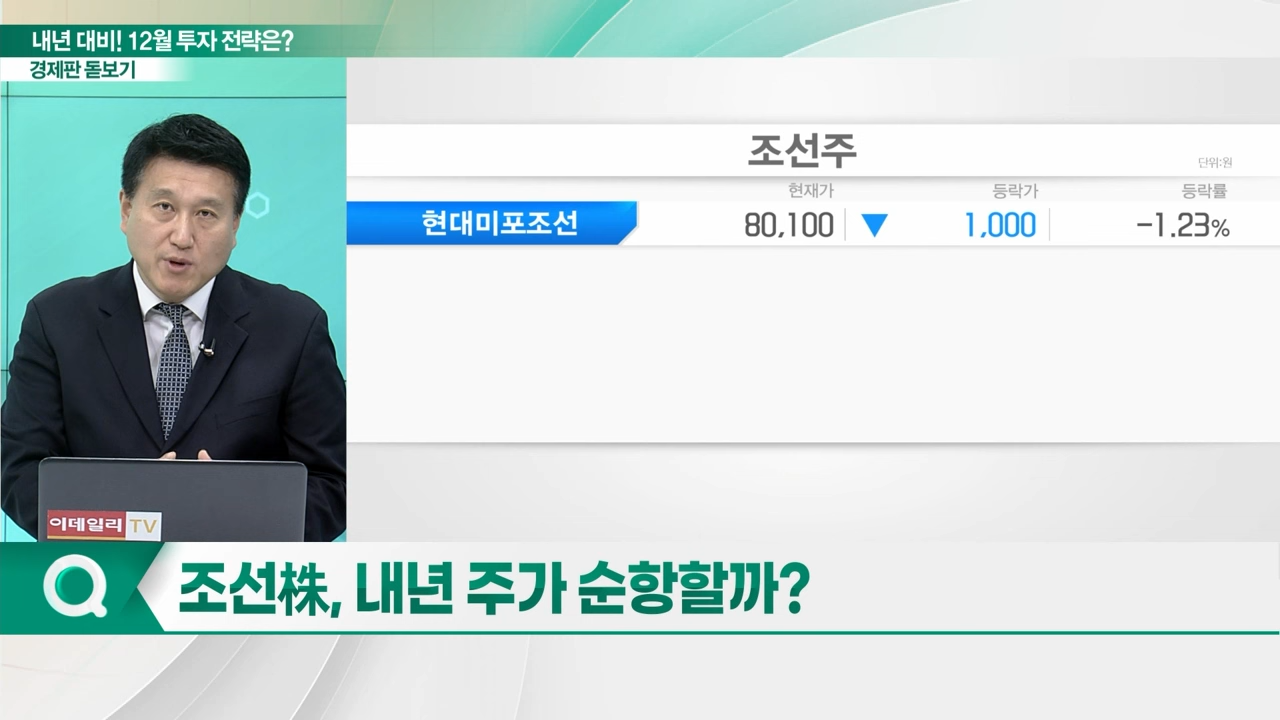 내년 대비! 12월 투자 전략은?
경제판 돋보기
조선주
단위:원
현재가 등락가 등락률
현대미포조선 80,100 ▼ 1,000 -1.23%
이데일리 TV
조선株, 내년 주가 순항할까?